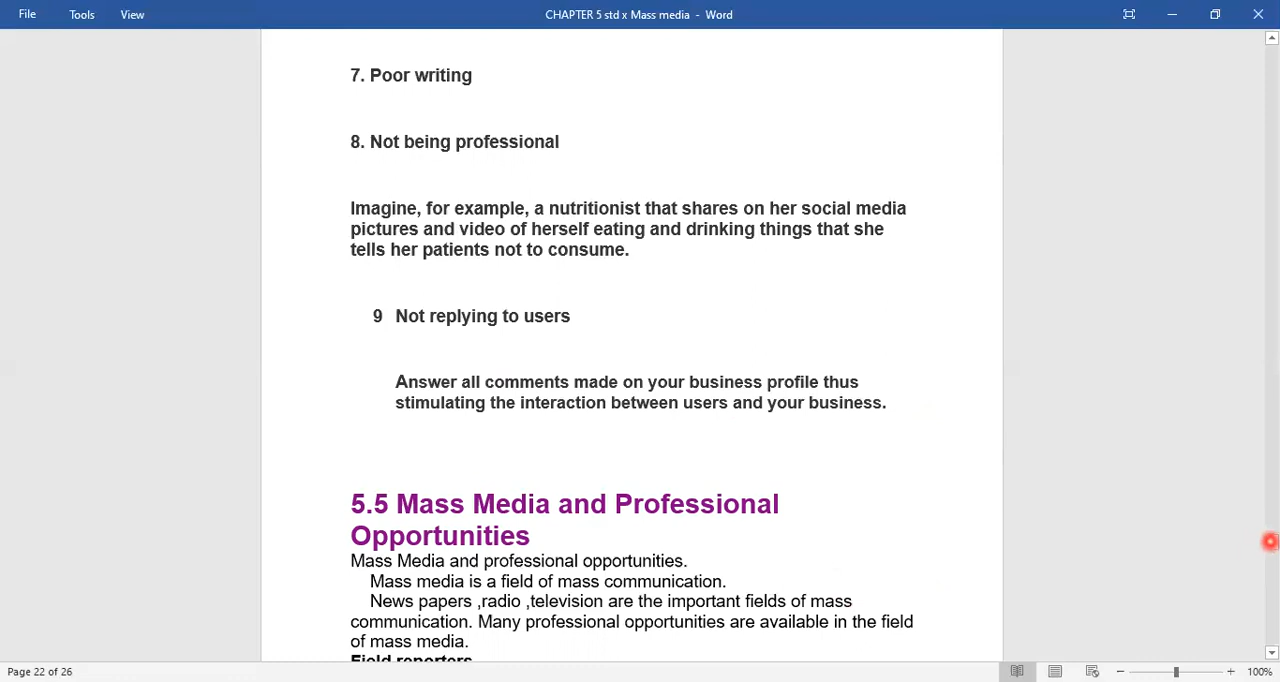 File Tools View CHAPTER 5 std x Mass media - Word
7. Poor writing
8. Not being professional
Imagine, for example, a nutritionist that shares on her social media
pictures and video of herself eating and drinking things that she
tells her patients not to consume.
9 Not replying to users
Answer all comments made on your business profile thus
stimulating the interaction between users and your business.
5.5 Mass Media and Professional
Opportunities
Mass Media and professional opportunities.
Mass media is a field of mass communication.
News papers ,radio ,television are the important fields of mass
communication. Many professional opportunities are available in the field
of mass media.
Field reporters
Page 22 of 26 100%